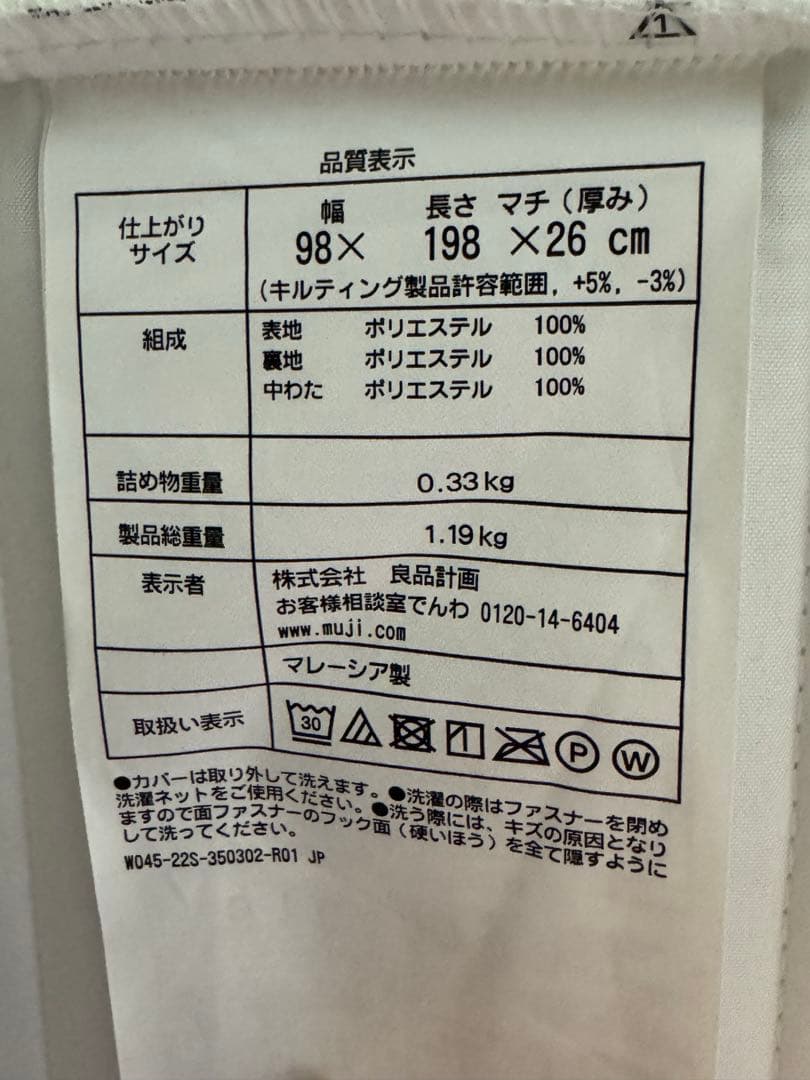 品質表示
仕上がり
サイズ
幅 長さ マチ(厚み)
98× 198 ×26 cm
(キルティング製品許容範囲, +5%, -3%)
組成
表地 ポリエステル 100%
裏地 ポリエステル 100%
中わた ポリエステル 100%
詰め物重量 0.33kg
製品総重量 1.19kg
表示者
株式会社 良品計画
お客様相談室でんわ 0120-14-6404
www.muji.com
マレーシア製
取扱い表示
30
P
W
●カバーは取り外して洗えます。●洗濯の際はファスナーを閉め
洗濯ネットをご使用ください。●洗う際には、キズの原因となり
ますので面ファスナーのフック面(硬いほう)を全て隠すように
して洗ってください。
W045-22S-350302-R01 JP
1